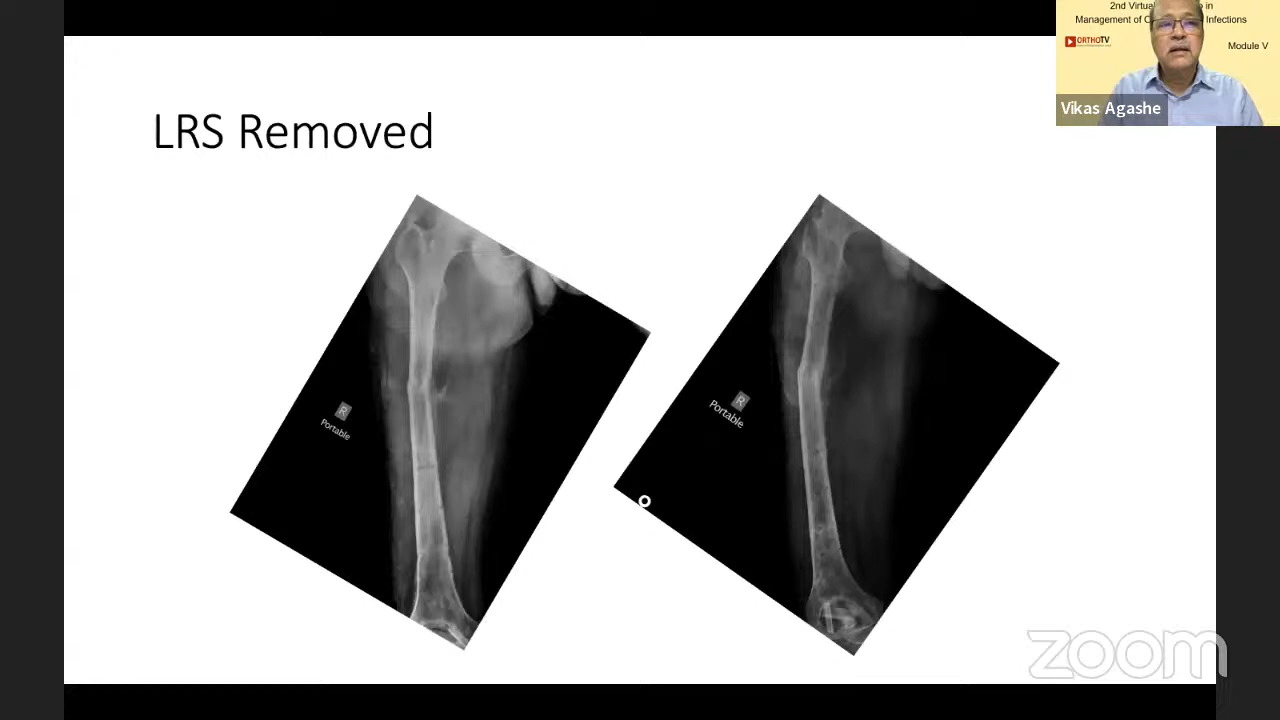 2nd Virtual in
Management of Infections
ORTHOTV
Module V
Vikas Agashe
LRS Removed
R
Portable
R
Portable
zoom